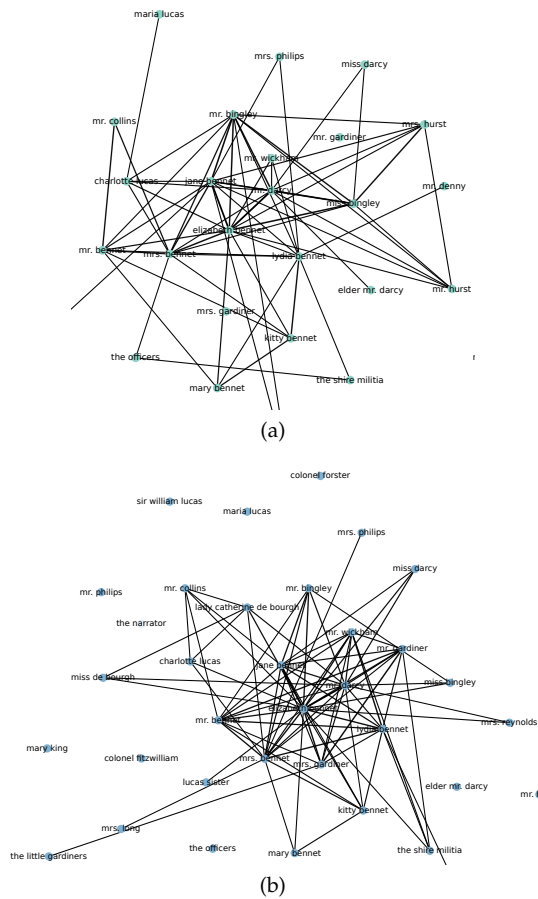 maria lucas
mrs. philips
miss darcy
mr. bingley
mr. collins
mrs. hurst
mr. gardiner
mr. wickham
charlotte lucas
jane bennet
mr. darcy
mr. denny
miss bingley
elizabeth bennet
mr. bennet
mrs. bennet
lydia bennet
elder mr. darcy
mr. hurst
mrs. gardiner
kitty bennet
the officers
mary bennet
the shire militia
(a)
colonel forster
sir william lucas
maria lucas
mrs. philips
miss darcy
mr. philips
mr. collins
mr. bingley
lady catherine de bourgh
the narrator
mr. wickham
mr. gardiner
charlotte lucas
jane bennet
miss de bourgh
mr. darcy
miss bingley
elizabeth bennet
mr. bennet
lydia bennet
mrs. reynolds
mary king
colonel fitzwilliam
mrs. bennet
mrs. gardiner
lucas sister
elder mr. darcy
mr.
kitty bennet
mrs. long
the little gardiners
the officers
mary bennet
the shire militia
(b)